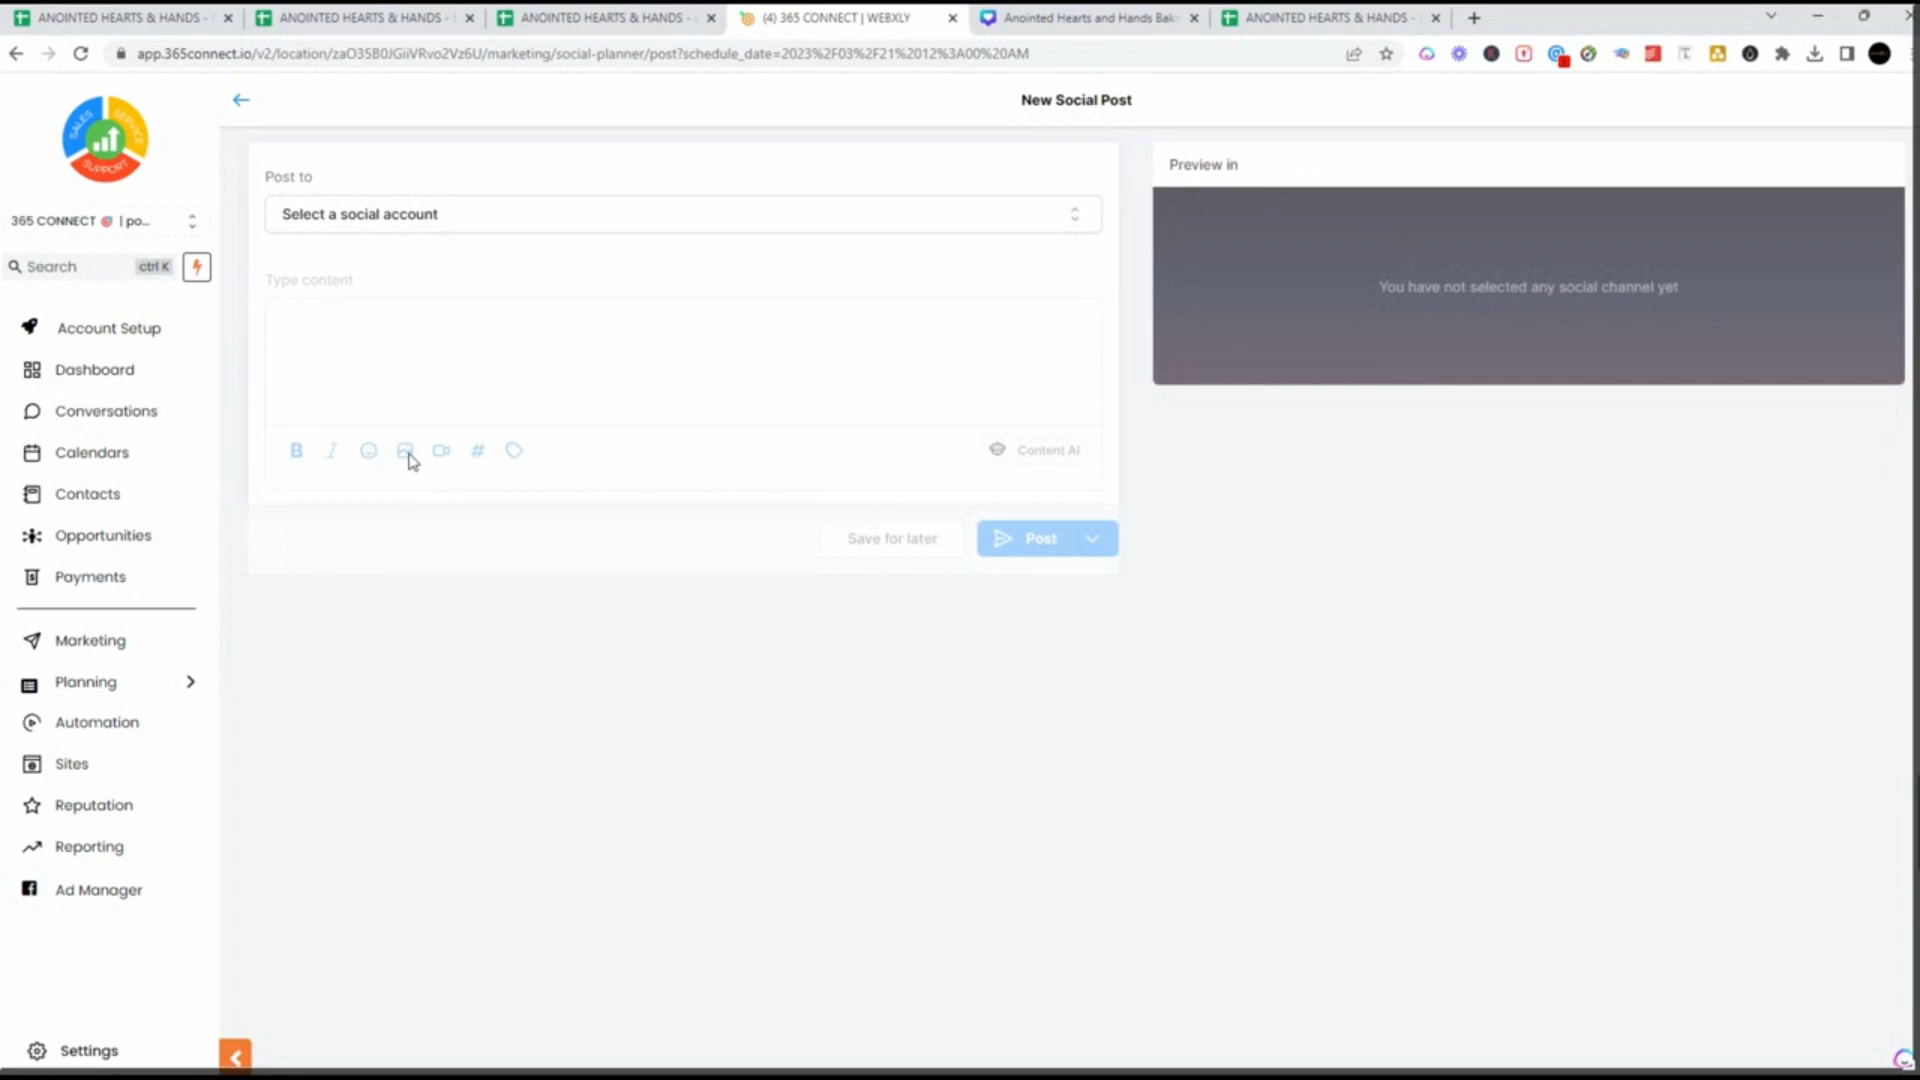 ANOINTED HEARTS & HANDS -
ANOINTED HEARTS & HANDS -
ANOINTED HEARTS & HANDS -
(4) 365 CONNECT | WEBXLY
Anointed Hearts and Hands Bak
ANOINTED HEARTS & HANDS -
app.365connect.io/v2/location/zaO35B0JGiiVRvo2Vz6U/marketing/social-planner/post?schedule_date=2023%2F03%2F21%2012%3A00%20AM
SALES
SERVICE
SUPPORT
New Social Post
Post to
Select a social account
Type content
B I #
Content AI
Save for later
Post
Preview in
You have not selected any social channel yet
365 CONNECT | po...
Search
ctrl K
Account Setup
Dashboard
Conversations
Calendars
Contacts
Opportunities
Payments
Marketing
Planning
Automation
Sites
Reputation
Reporting
Ad Manager
Settings